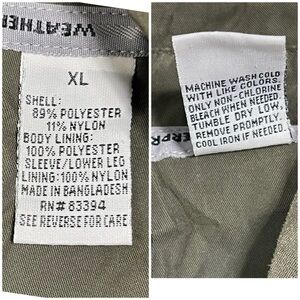 WEATHER
XL
SHELL:
89% POLYESTER
11% NYLON
BODY LINING:
100% POLYESTER
SLEEVE/LOWER LEG
LINING:100% NYLON
MADE IN BANGLADESH
RN# 83394
SEE REVERSE FOR CARE
MACHINE WASH COLD
WITH LIKE COLORS.
ONLY NON-CHLORINE
BLEACH WHEN NEEDED.
TUMBLE DRY LOW.
REMOVE PROMPTLY.
COOL IRON IF NEEDED.
ERPR